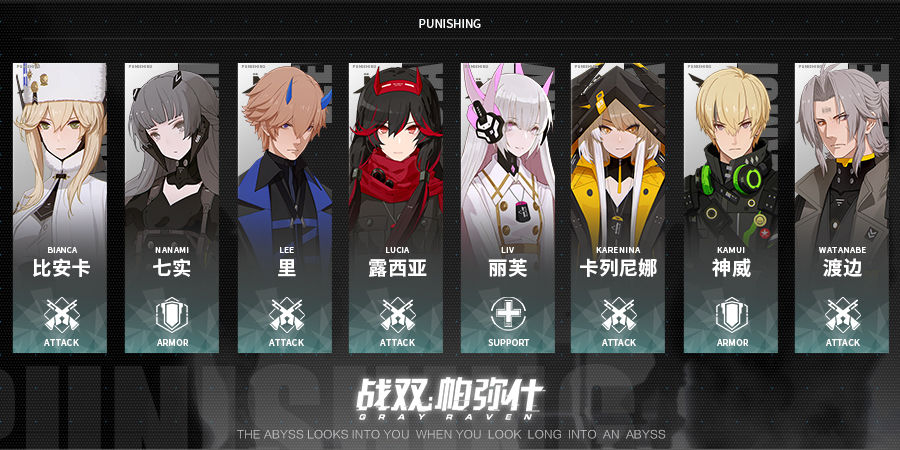 PUNISHING
BIANCA
比安卡
ATTACK
NANAMI
七实
ARMOR
LEE
里
ATTACK
LUCIA
露西亚
ATTACK
LIV
丽芙
SUPPORT
KARENINA
卡列尼娜
ATTACK
KAMUI
神威
ARMOR
WATANABE
渡边
ATTACK
战双:帕弥什
GRAY RAVEN
THE ABYSS LOOKS INTO YOU WHEN YOU LOOK LONG INTO AN ABYSS